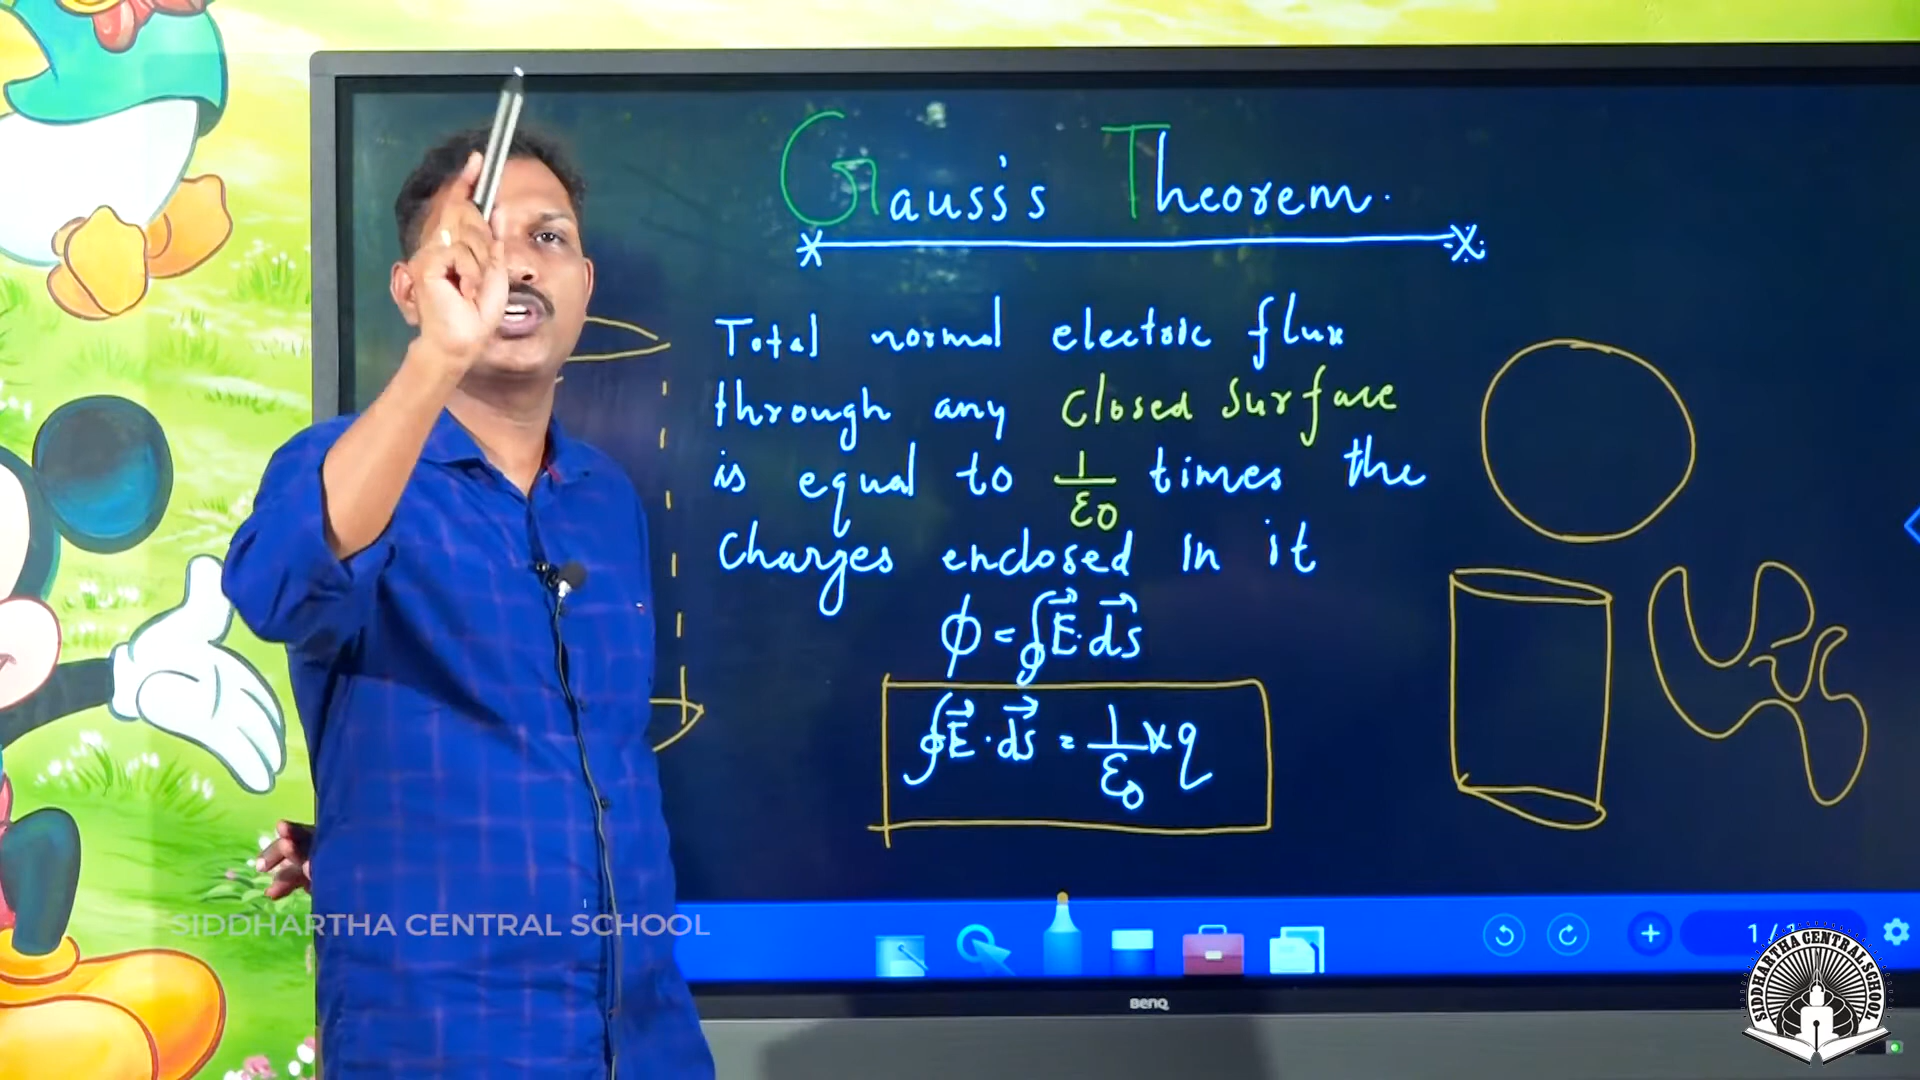 Gauss's Theorem.
Total normal electric flux
through any closed surface
is equal to 1/ε0 times the
Charges enclosed in it
ϕ = ∮E⃗·ds⃗
∮E⃗·ds⃗ = 1/ε0 x q
SIDDHARTHA CENTRAL SCHOOL
1 /
BenQ
SIDDHARTHA CENTRAL SCHOOL